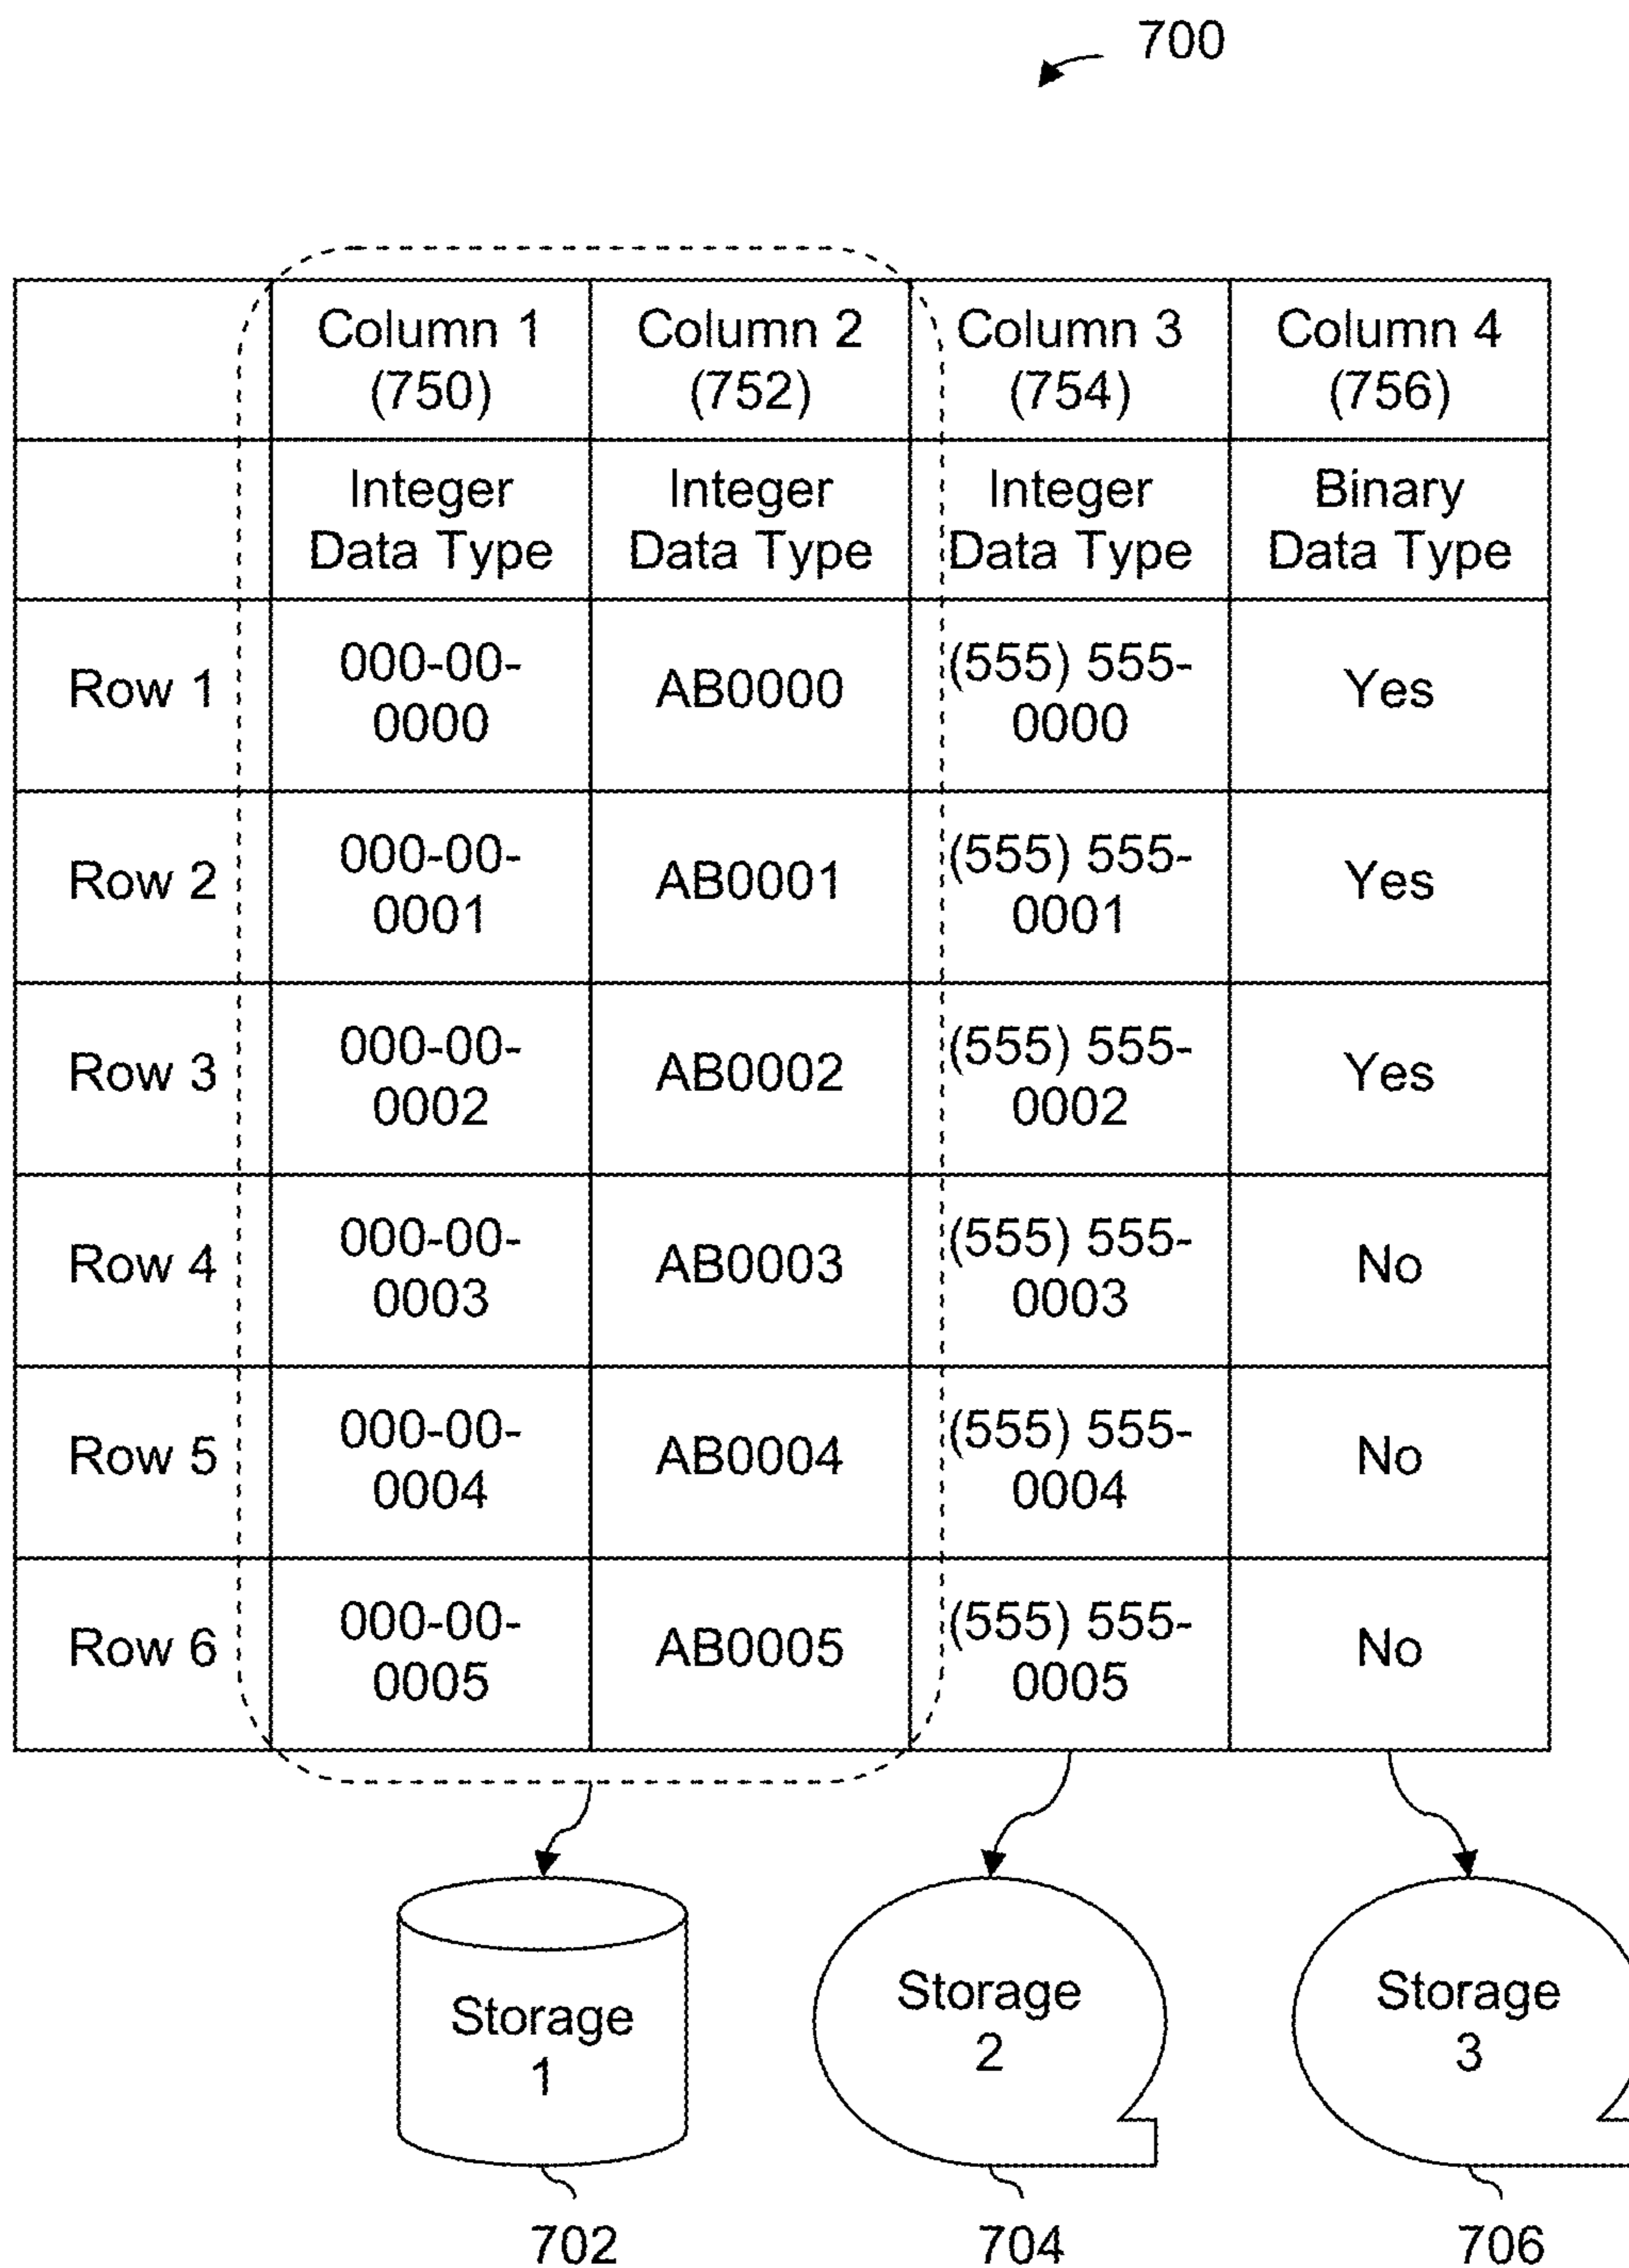 700
Column 1 Column 2 Column 3 Column 4
(750) (752) (754) (756)
Integer Integer Integer Binary
Data Type Data Type Data Type Data Type
Row 1 000-00- AB0000 (555) 555- Yes
0000 0000
Row 2 000-00- AB0001 (555) 555- Yes
0001 0001
Row 3 000-00- AB0002 (555) 555- Yes
0002 0002
Row 4 000-00- AB0003 (555) 555- No
0003 0003
Row 5 000-00- AB0004 (555) 555- No
0004 0004
Row 6 000-00- AB0005 (555) 555- No
0005 0005
Storage Storage Storage
1 2 3
702 704 706